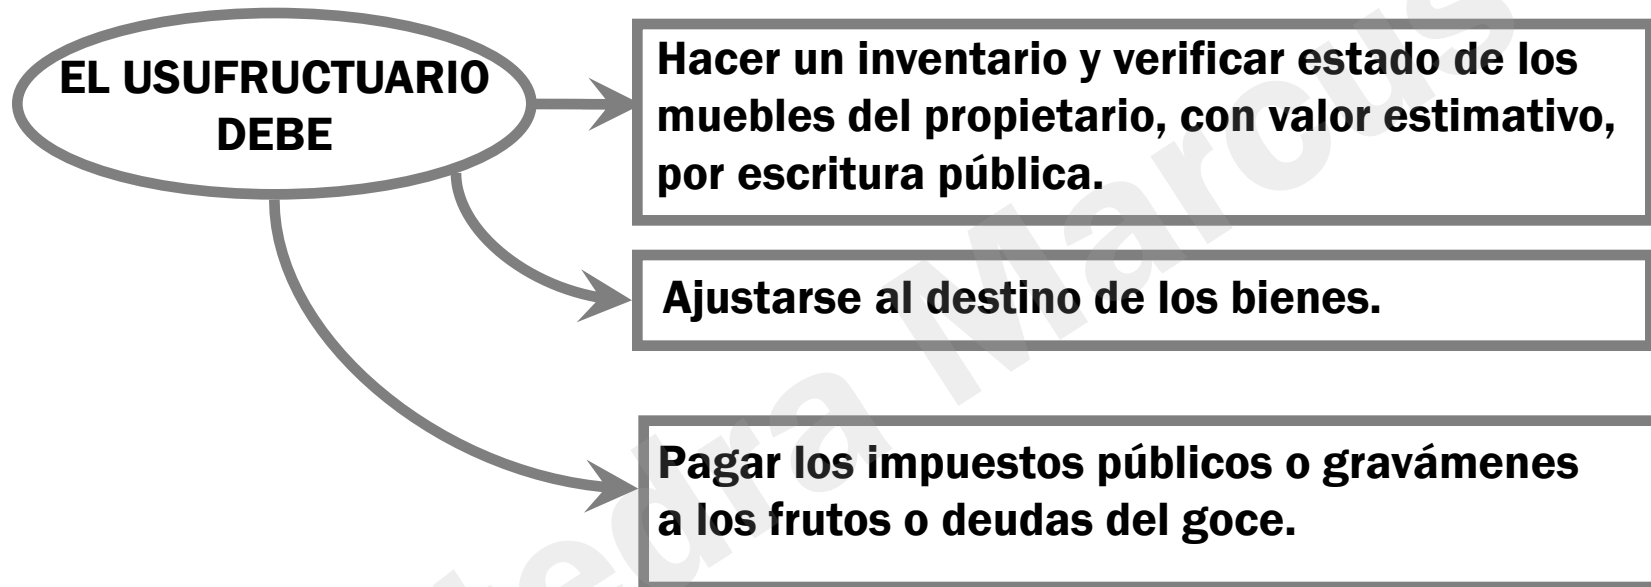 EL USUFRUCTUARIO
DEBE
Hacer un inventario y verificar estado de los
muebles del propietario, con valor estimativo,
por escritura pública.
Ajustarse al destino de los bienes.
Pagar los impuestos públicos o gravámenes
a los frutos o deudas del goce.
Marcus